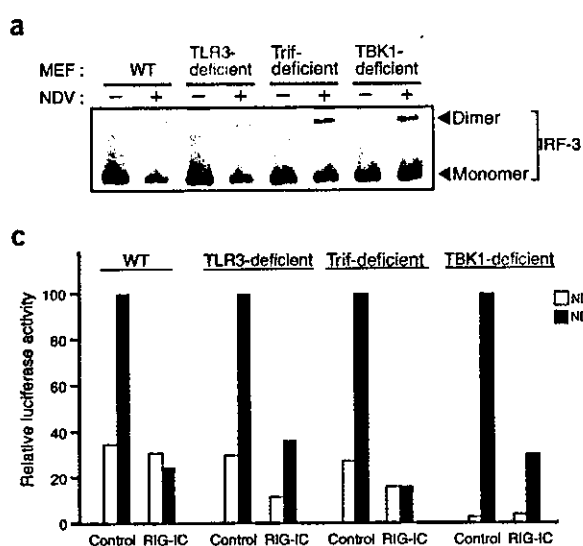 a
MEF : WT TLR3-deficient Trif-deficient TBK1-deficient
NDV : − + − + − + − +
Dimer
IRF-3
Monomer
c
WT TLR3-deficient Trif-deficient TBK1-deficient
Relative luciferase activity
100
80
60
40
20
0
Control RIG-IC Control RIG-IC Control RIG-IC Control RIG-IC